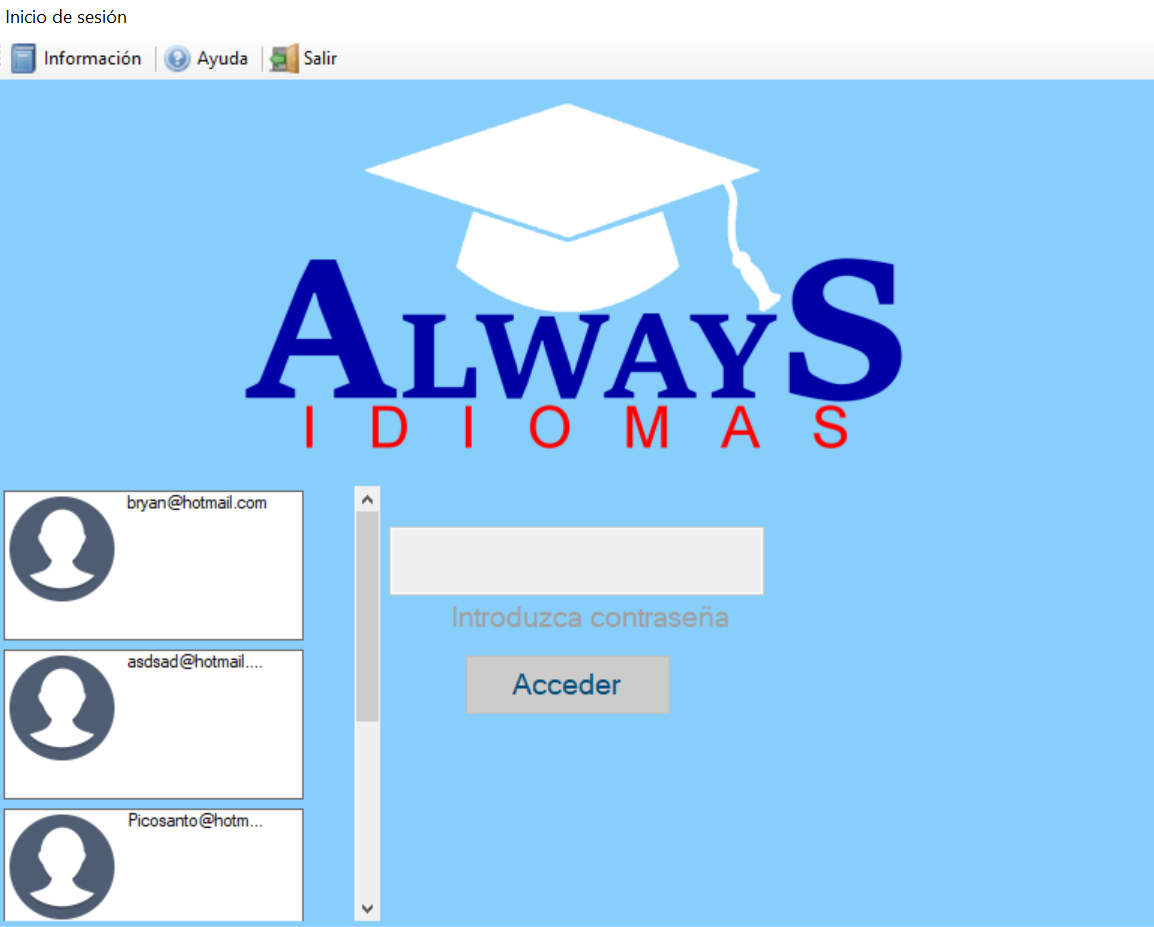 Inicio de sesión
Información Ayuda Salir
ALWAYS
IDIOMAS
bryan@hotmail.com
asdsad@hotmail....
Picosanto@hotm...
Introduzca contraseña
Acceder